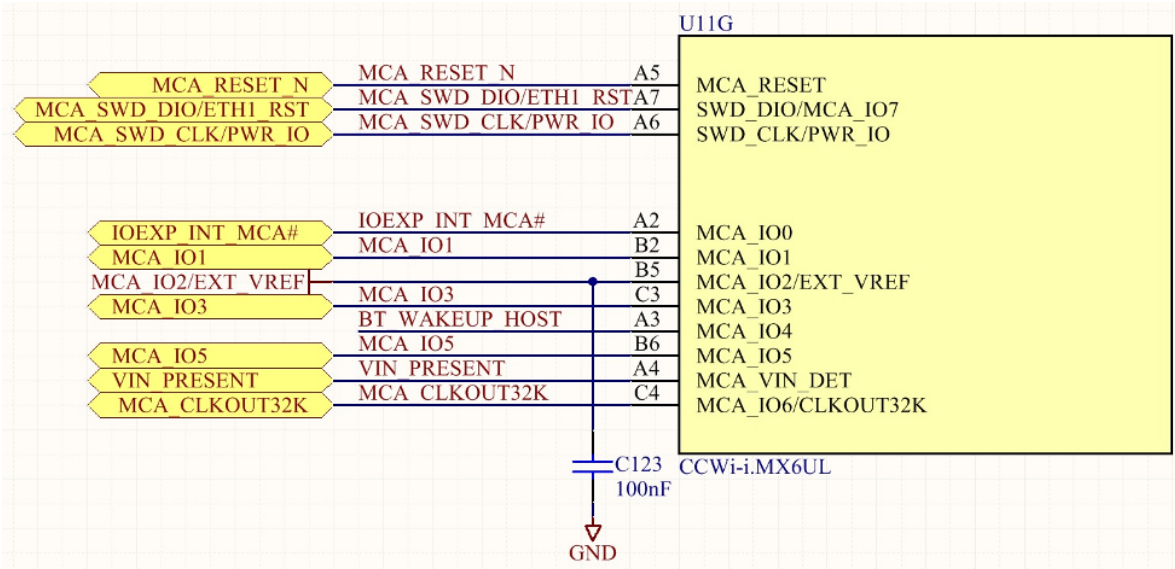 U11G
MCA_RESET_N MCA_RESET_N A5 MCA_RESET
MCA_SWD_DIO/ETH1_RST MCA_SWD_DIO/ETH1_RST A7 SWD_DIO/MCA_IO7
MCA_SWD_CLK/PWR_IO MCA_SWD_CLK/PWR_IO A6 SWD_CLK/PWR_IO
IOEXP_INT_MCA# IOEXP_INT_MCA# A2 MCA_IO0
MCA_IO1 MCA_IO1 B2 MCA_IO1
MCA_IO2/EXT_VREF B5 MCA_IO2/EXT_VREF
MCA_IO3 MCA_IO3 C3 MCA_IO3
BT_WAKEUP_HOST A3 MCA_IO4
MCA_IO5 MCA_IO5 B6 MCA_IO5
VIN_PRESENT VIN_PRESENT A4 MCA_VIN_DET
MCA_CLKOUT32K MCA_CLKOUT32K C4 MCA_IO6/CLKOUT32K
C123 CCWi-i.MX6UL
100nF
GND